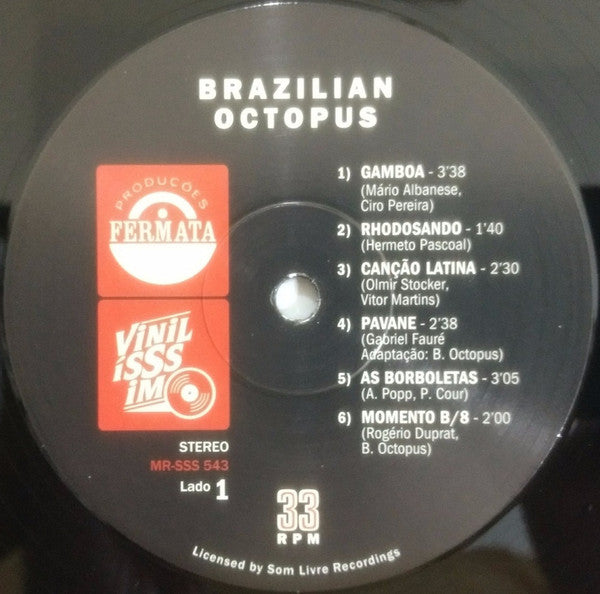 BRAZILIAN
OCTOPUS
PRODUCÕES
FERMATA
ViNiL
íSSS
iMO
STEREO
MR-SSS 543
Lado 1
1) GAMBOA - 3'38
(Mário Albanese,
Ciro Pereira)
2) RHODOSANDO - 1'40
(Hermeto Pascoal)
3) CANÇÃO LATINA - 2'30
(Olmir Stocker,
Vitor Martins)
4) PAVANE - 2'38
(Gabriel Fauré
Adaptação: B. Octopus)
5) AS BORBOLETAS - 3'05
(A. Popp, P. Cour)
6) MOMENTO B/8 - 2'00
(Rogério Duprat,
B. Octopus)
33
RPM
Licensed by Som Livre Recordings